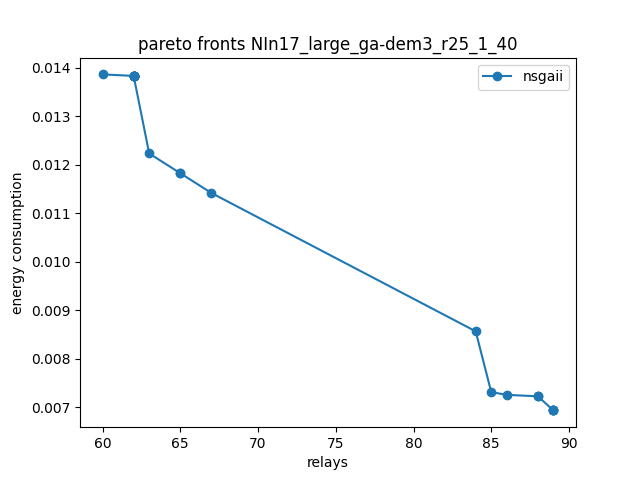 pareto fronts NIn17_large_ga-dem3_r25_1_40
nsgaii
0.014
0.013
0.012
0.011
0.010
0.009
0.008
0.007
energy consumption
60 65 70 75 80 85 90
relays